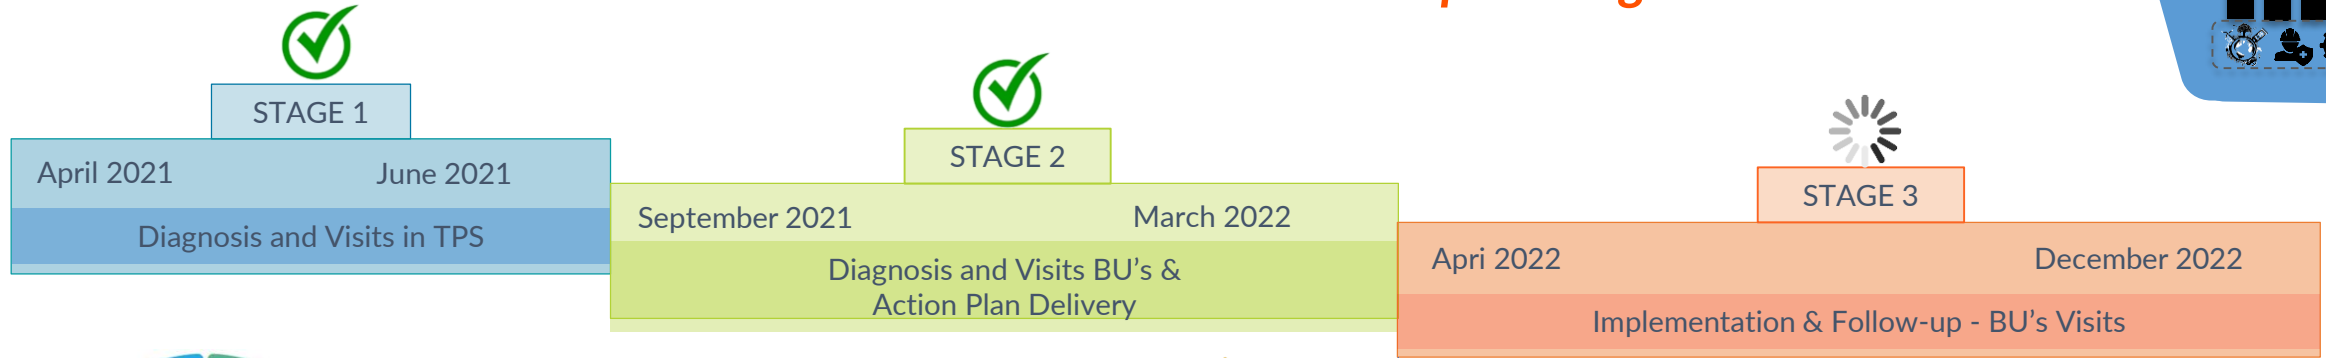 STAGE 1
April 2021
June 2021
Diagnosis and Visits in TPS
STAGE 2
September 2021
March 2022
Diagnosis and Visits BU's &
Action Plan Delivery
STAGE 3
Apri 2022
December 2022
Implementation & Follow-up - BU's Visits